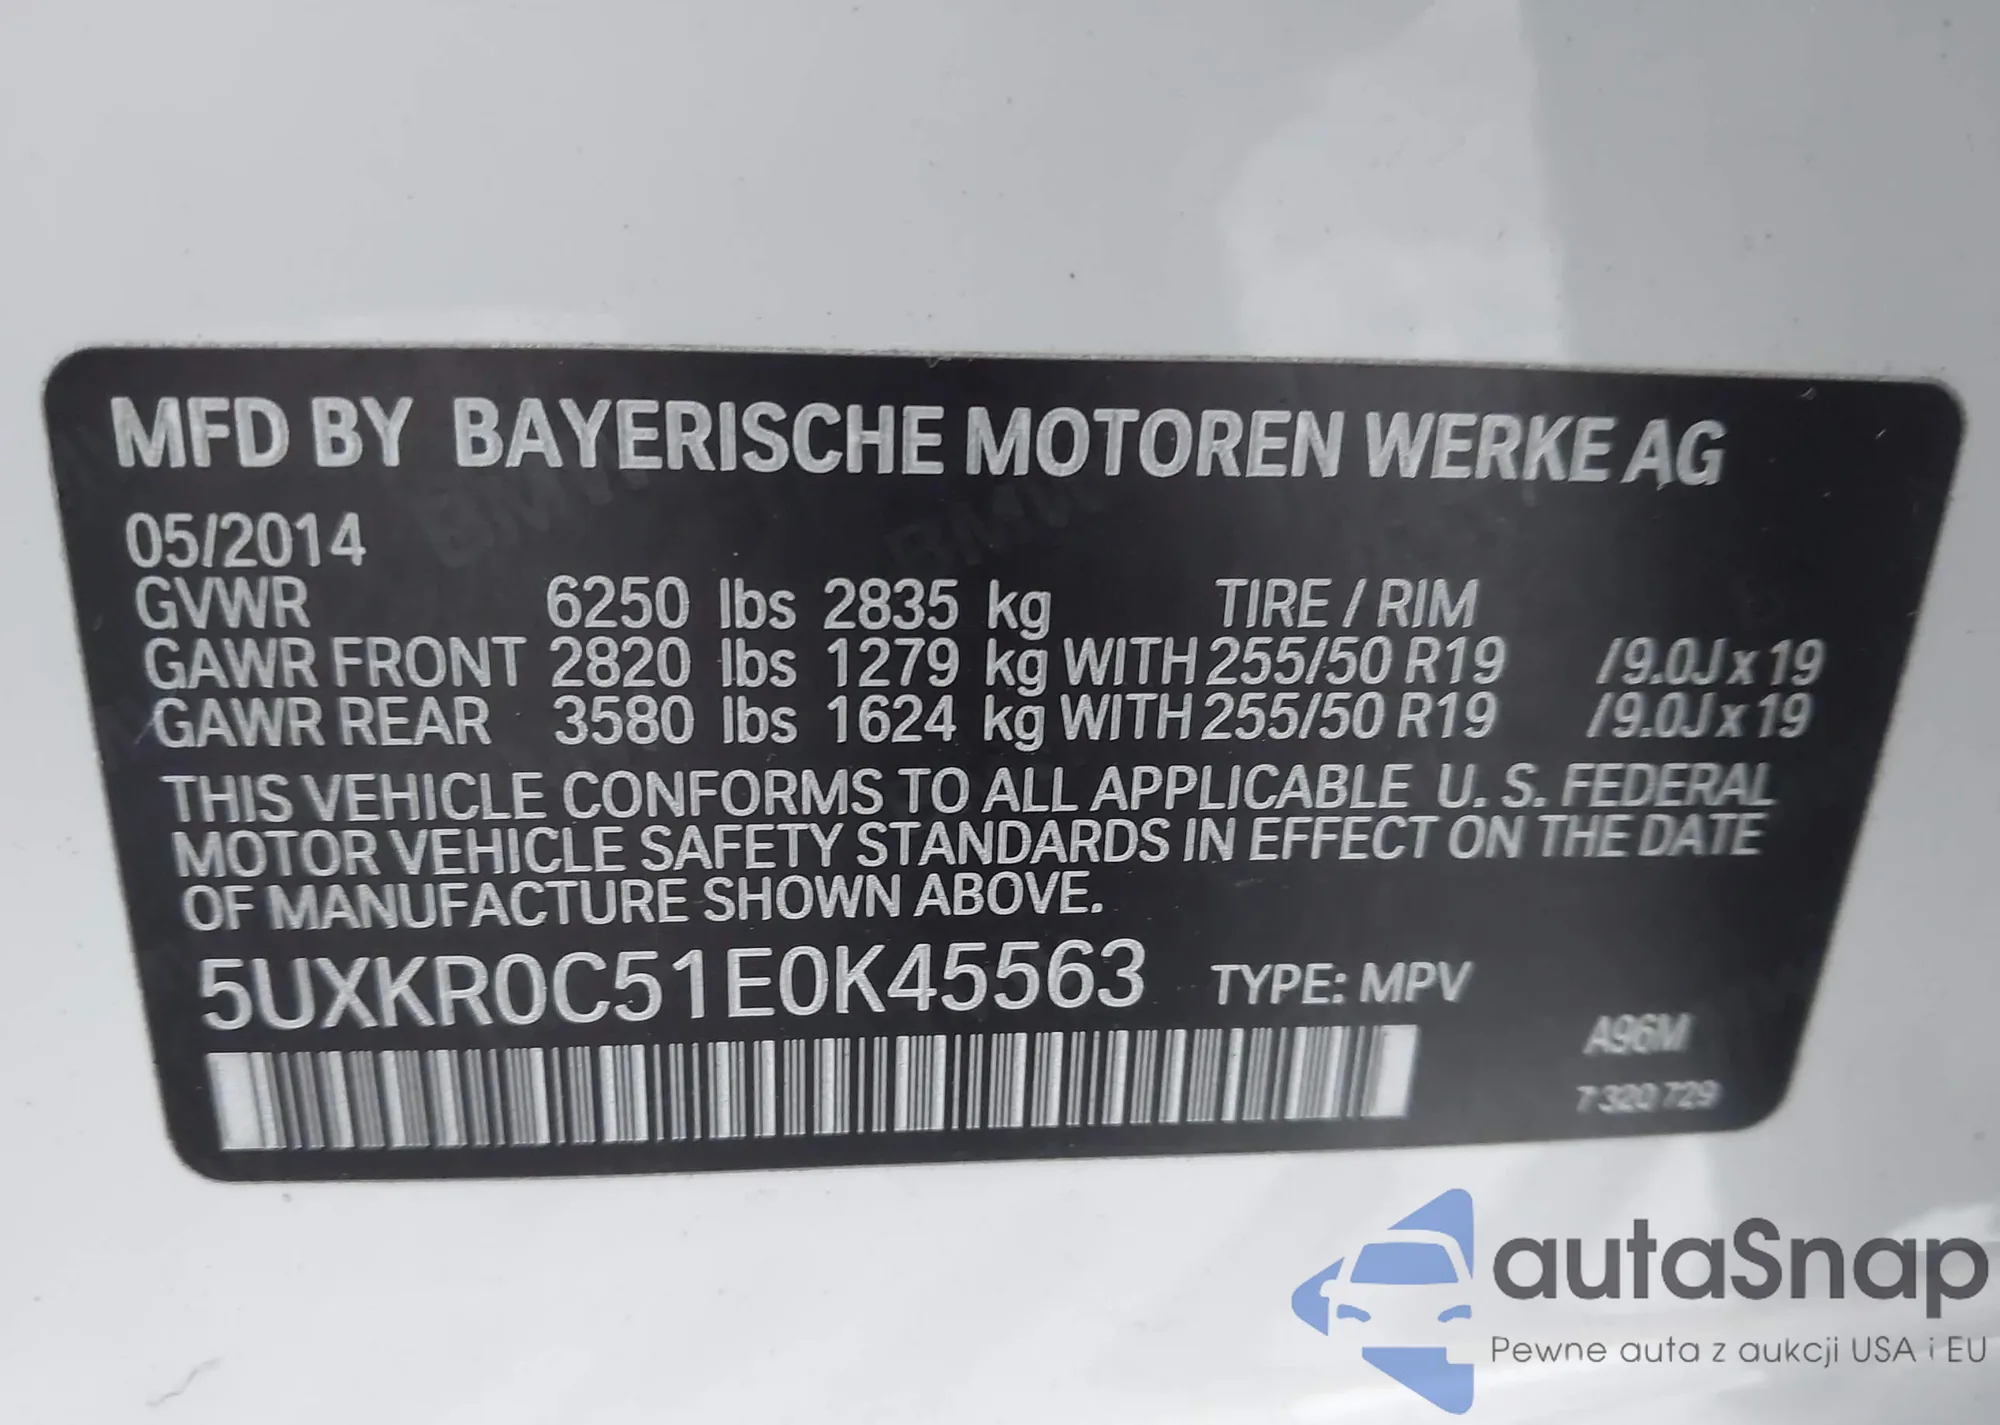 MFD BY BAYERISCHE MOTOREN WERKE AG
05/2014
GVWR 6250 lbs 2835 kg TIRE / RIM
GAWR FRONT 2820 lbs 1279 kg WITH 255/50 R19 /9.0J x 19
GAWR REAR 3580 lbs 1624 kg WITH 255/50 R19 /9.0J x 19
THIS VEHICLE CONFORMS TO ALL APPLICABLE U. S. FEDERAL
MOTOR VEHICLE SAFETY STANDARDS IN EFFECT ON THE DATE
OF MANUFACTURE SHOWN ABOVE.
5UXKR0C51E0K45563 TYPE: MPV
A96M
7 320 729
autaSnap
Pewne auta z aukcji USA i EU